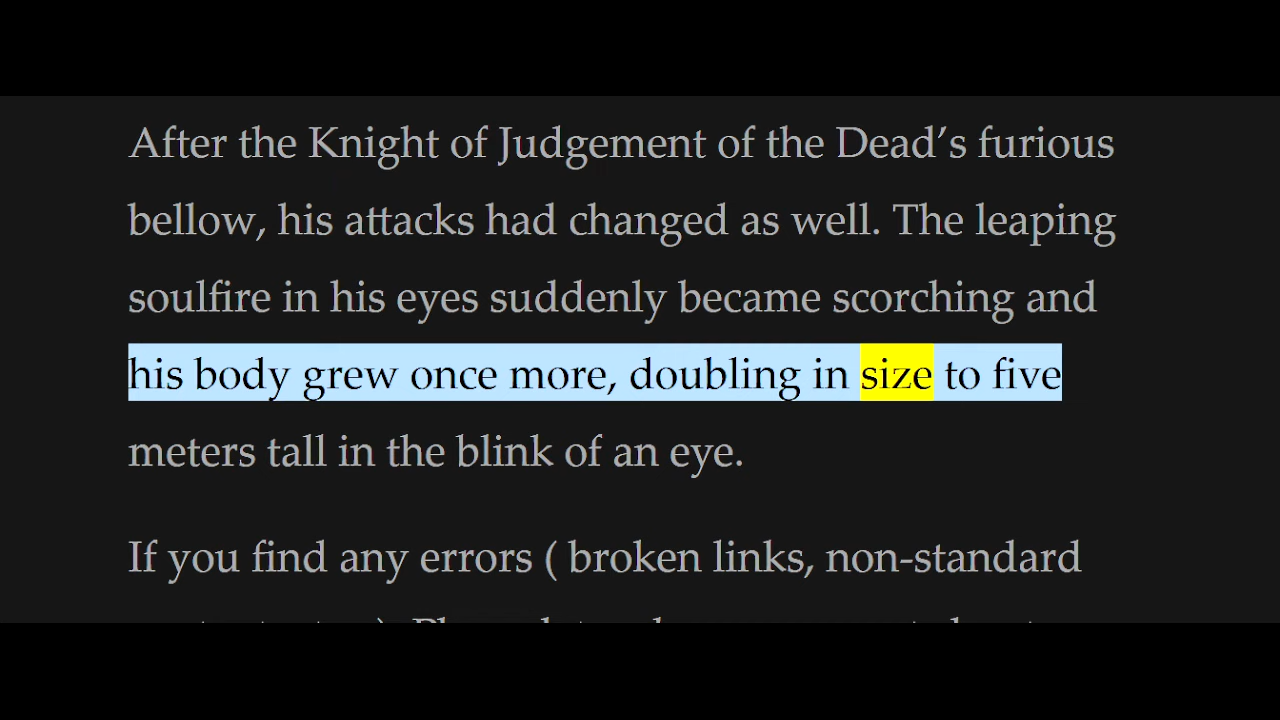 After the Knight of Judgement of the Dead’s furious
bellow, his attacks had changed as well. The leaping
soulfire in his eyes suddenly became scorching and
his body grew once more, doubling in size to five
meters tall in the blink of an eye.
If you find any errors ( broken links, non-standard